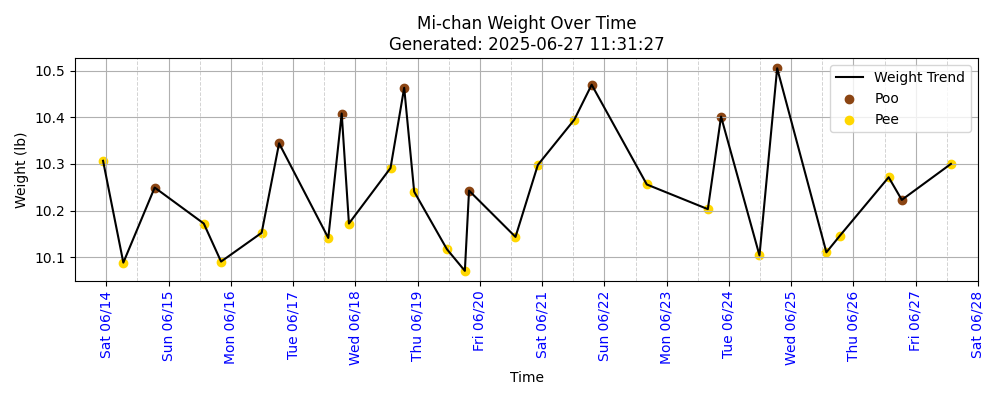 Mi-chan Weight Over Time
Generated: 2025-06-27 11:31:27
Weight Trend
Poo
Pee
Weight (lb)
10.5
10.4
10.3
10.2
10.1
Sat 06/14
Sun 06/15
Mon 06/16
Tue 06/17
Wed 06/18
Thu 06/19
Fri 06/20
Sat 06/21
Sun 06/22
Mon 06/23
Tue 06/24
Wed 06/25
Thu 06/26
Fri 06/27
Sat 06/28
Time